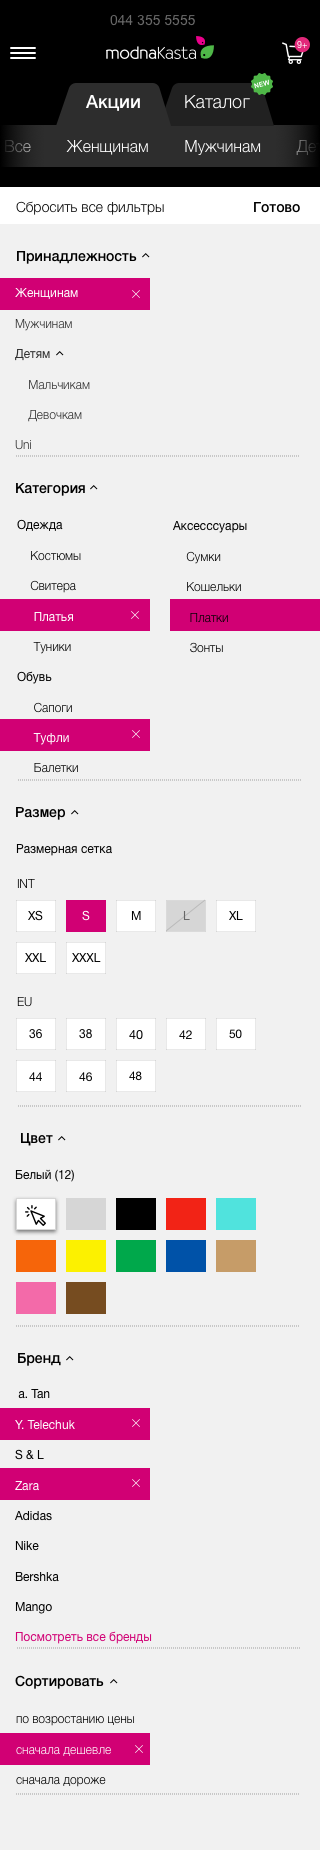 044 355 5555
modnaKasta
9+
NEW
Акции Каталог
Все Женщинам Мужчинам Де
Сбросить все фильтры Готово
Принадлежность
Женщинам
Мужчинам
Детям
Мальчикам
Девочкам
Uni
Категория
Одежда Аксесссуары
Костюмы Сумки
Свитера Кошельки
Платья Платки
Туники Зонты
Обувь
Сапоги
Туфли
Балетки
Размер
Размерная сетка
INT
XS S M L XL
XXL XXXL
EU
36 38 40 42 50
44 46 48
Цвет
Белый (12)
Бренд
a. Tan
Y. Telechuk
S & L
Zara
Adidas
Nike
Bershka
Mango
Посмотреть все бренды
Сортировать
по возростанию цены
сначала дешевле
сначала дороже